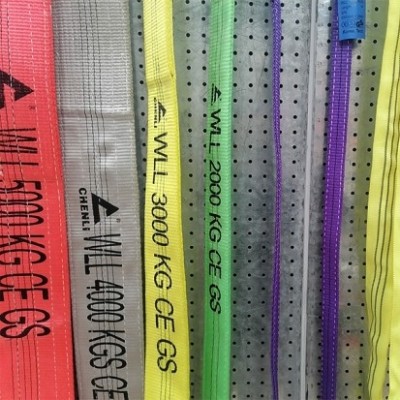 WLL 5000 KG CE GS
CHENLI
WLL 4000 KGS CE
WLL 3000 KG CE GS
WLL 2000 KG CE GS